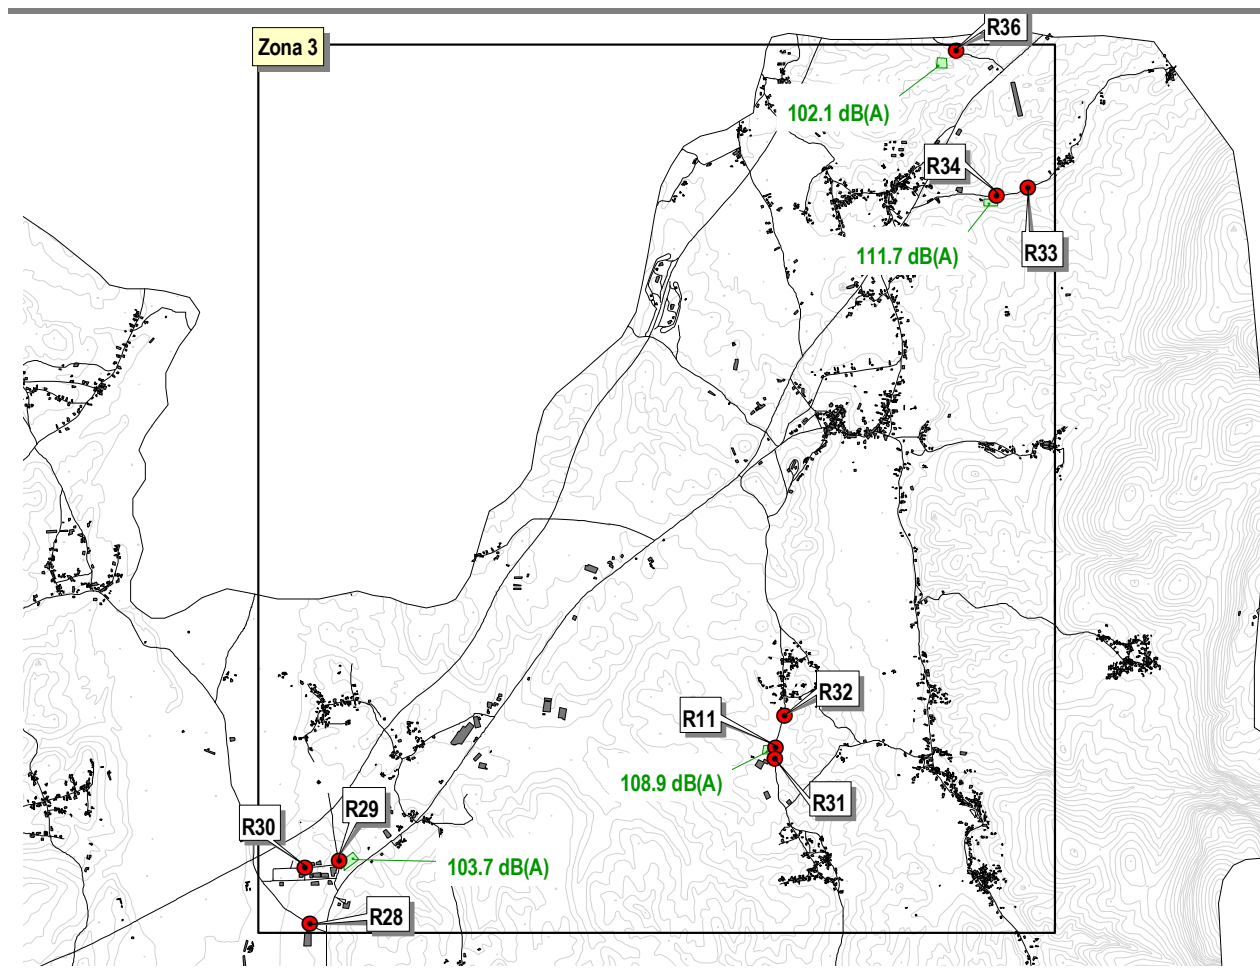 R36
Zona 3
102.1 dB(A)
R34
R33
111.7 dB(A)
R32
R11
108.9 dB(A)
R31
R29
R30
103.7 dB(A)
R28